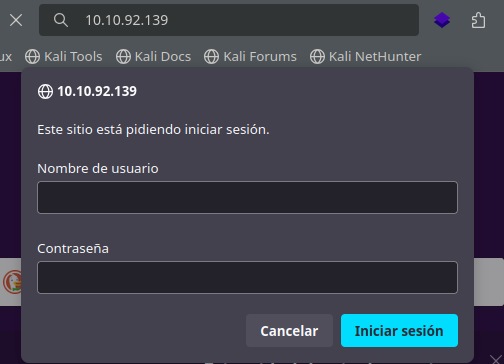 10.10.92.139
ux Kali Tools Kali Docs Kali Forums Kali NetHunter
10.10.92.139
Este sitio está pidiendo iniciar sesión.
Nombre de usuario
Contraseña
Cancelar Iniciar sesión